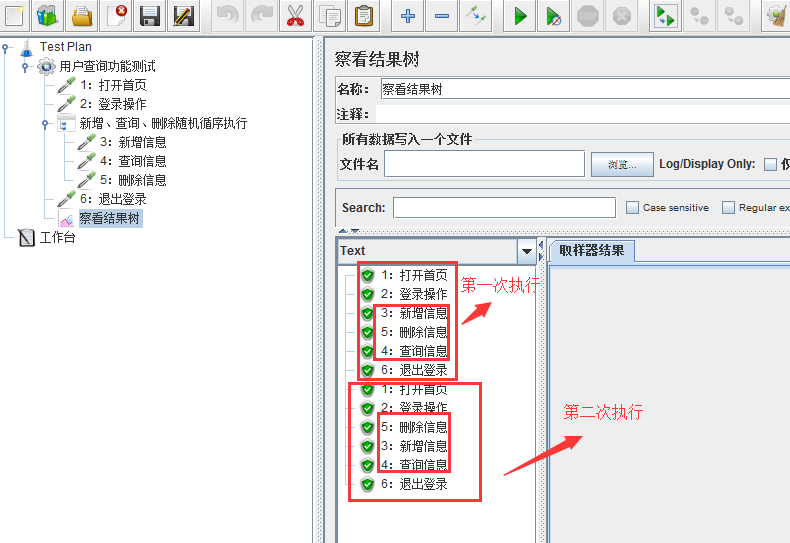 Test Plan
用户查询功能测试
1：打开首页
2：登录操作
新增、查询、删除随机循序执行
3：新增信息
4：查询信息
5：删除信息
6：退出登录
察看结果树
工作台
STOP
察看结果树
名称：
察看结果树
注释：
所有数据写入一个文件
文件名
浏览...
Log/Display Only:
Search:
Case sensitive
Regular ex
Text
取样器结果
1：打开首页
2：登录操作
3：新增信息
5：删除信息
4：查询信息
6：退出登录
第一次执行
1：打开首页
2：登录操作
5：删除信息
3：新增信息
4：查询信息
6：退出登录
第二次执行